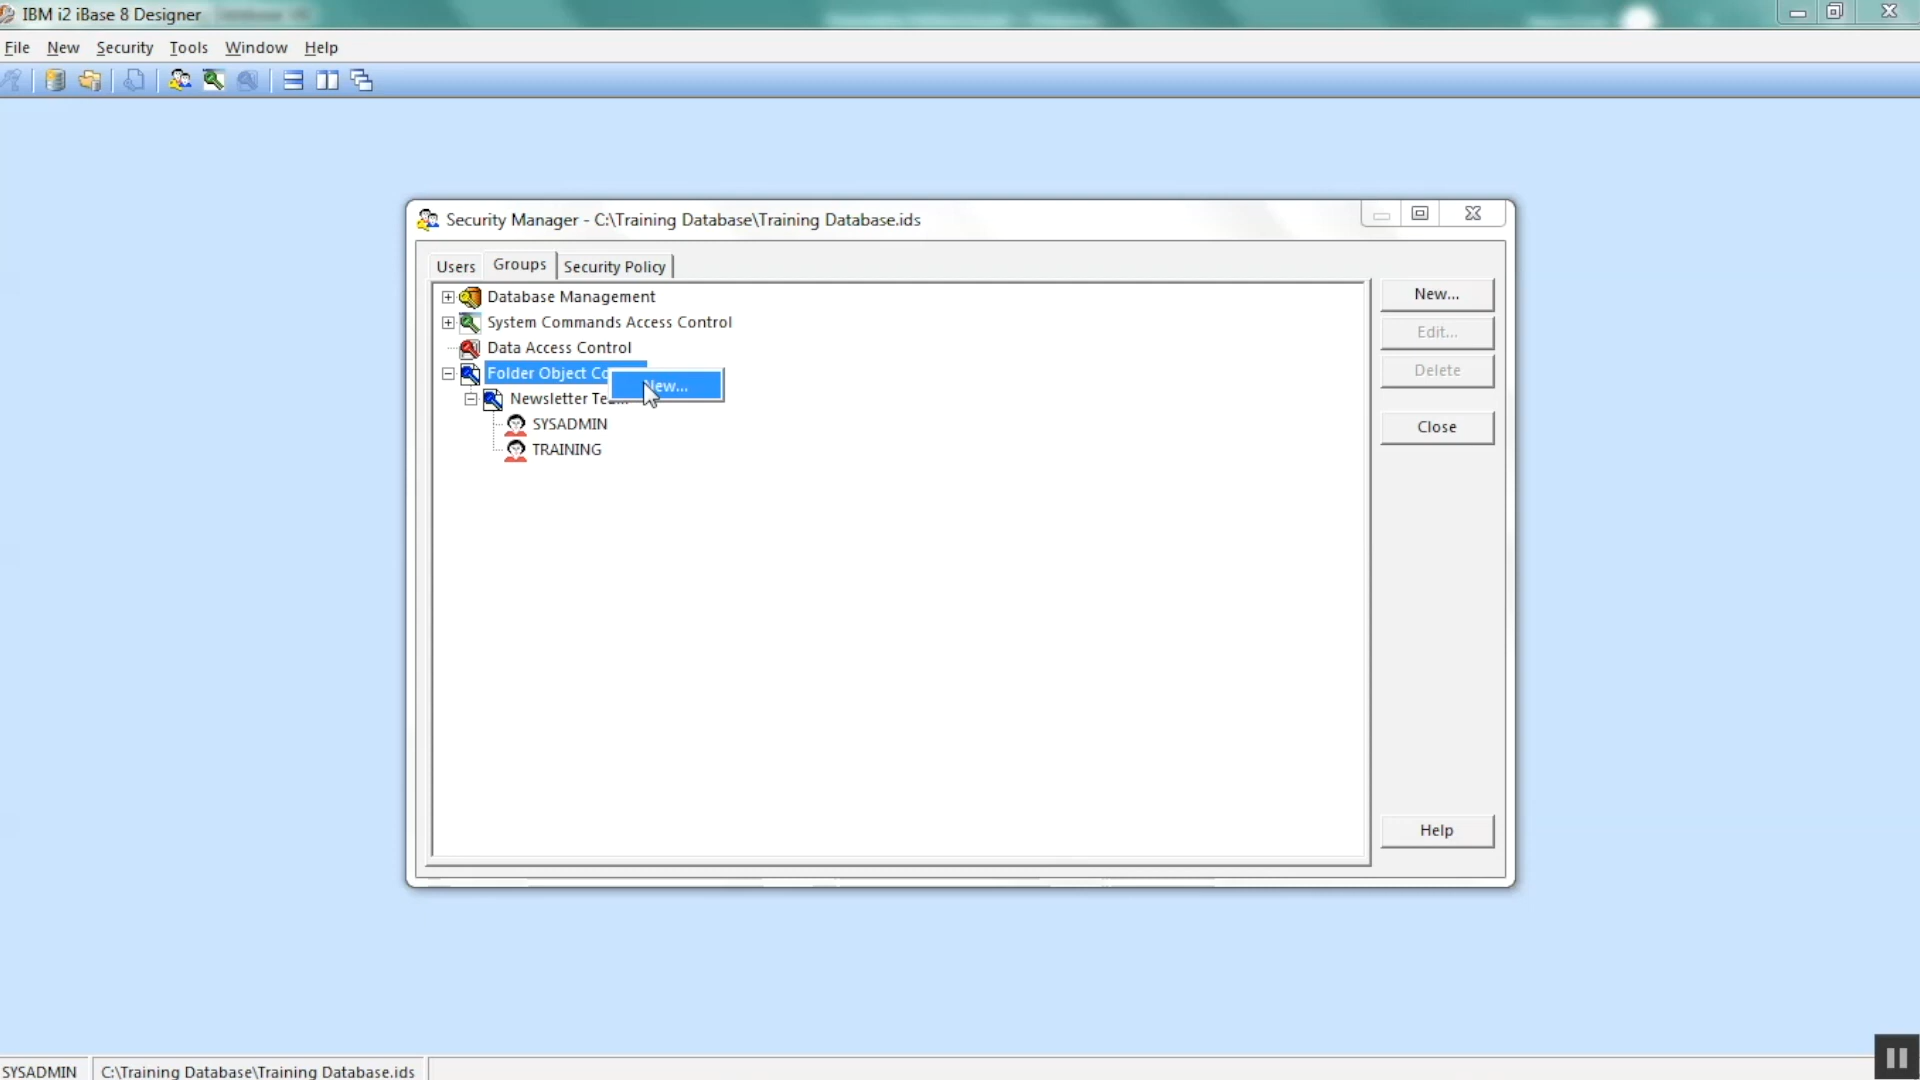 IBM i2 iBase 8 Designer
File New Security Tools Window Help
Security Manager - C:\Training Database\Training Database.ids
Users Groups Security Policy
Database Management
System Commands Access Control
Data Access Control
Folder Object Co
New...
Newsletter Te
SYSADMIN
TRAINING
New...
Edit...
Delete
Close
Help
SYSADMIN C:\Training Database\Training Database.ids